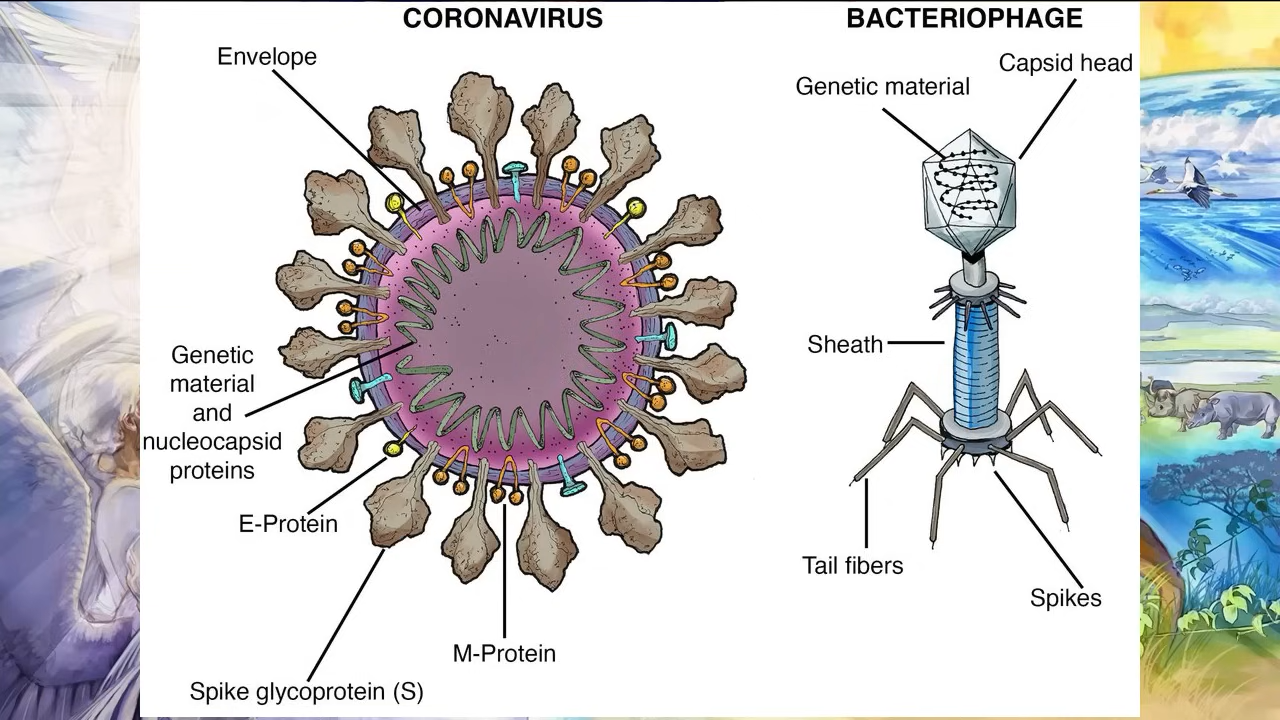 CORONAVIRUS
Envelope
Genetic
material
and
nucleocapsid
proteins
E-Protein
M-Protein
Spike glycoprotein (S)
BACTERIOPHAGE
Capsid head
Genetic material
Sheath
Tail fibers
Spikes